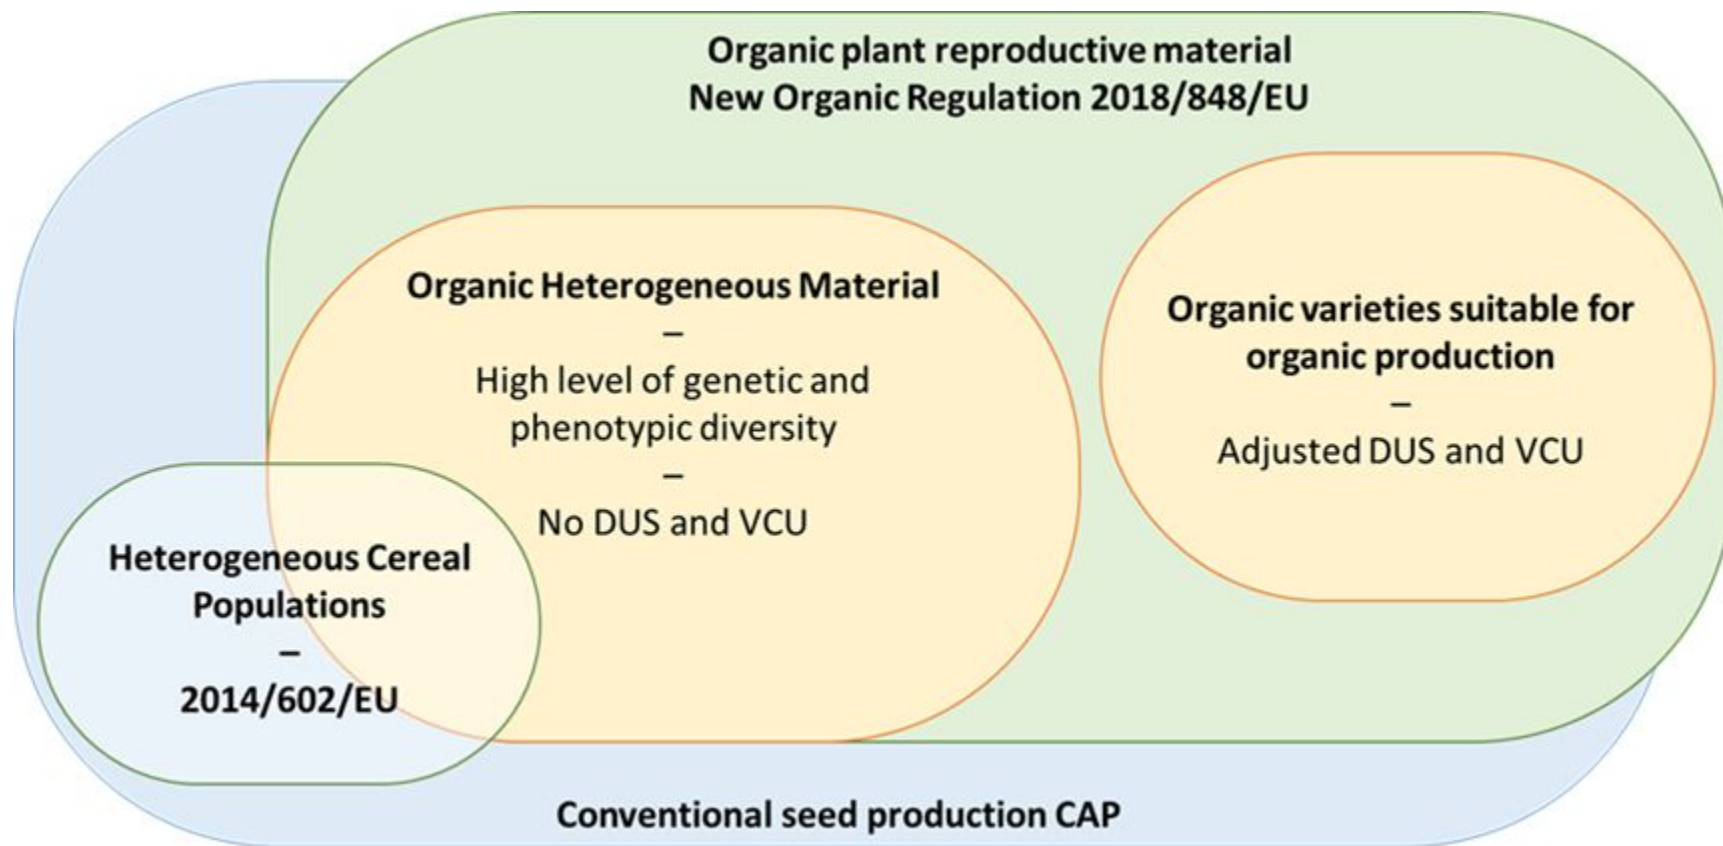 Organic plant reproductive material
New Organic Regulation 2018/848/EU
Organic Heterogeneous Material
–
High level of genetic and
phenotypic diversity
–
No DUS and VCU
Organic varieties suitable for
organic production
–
Adjusted DUS and VCU
Heterogeneous Cereal
Populations
–
2014/602/EU
Conventional seed production CAP